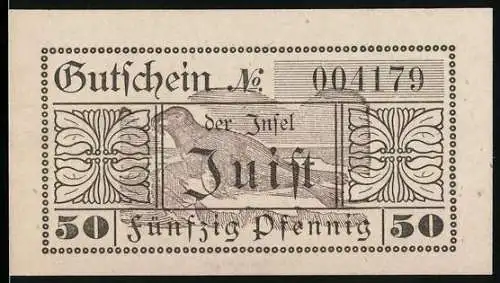 Gutschein № 004179
der Insel
Juist
50 Fünfzig Pfennig 50